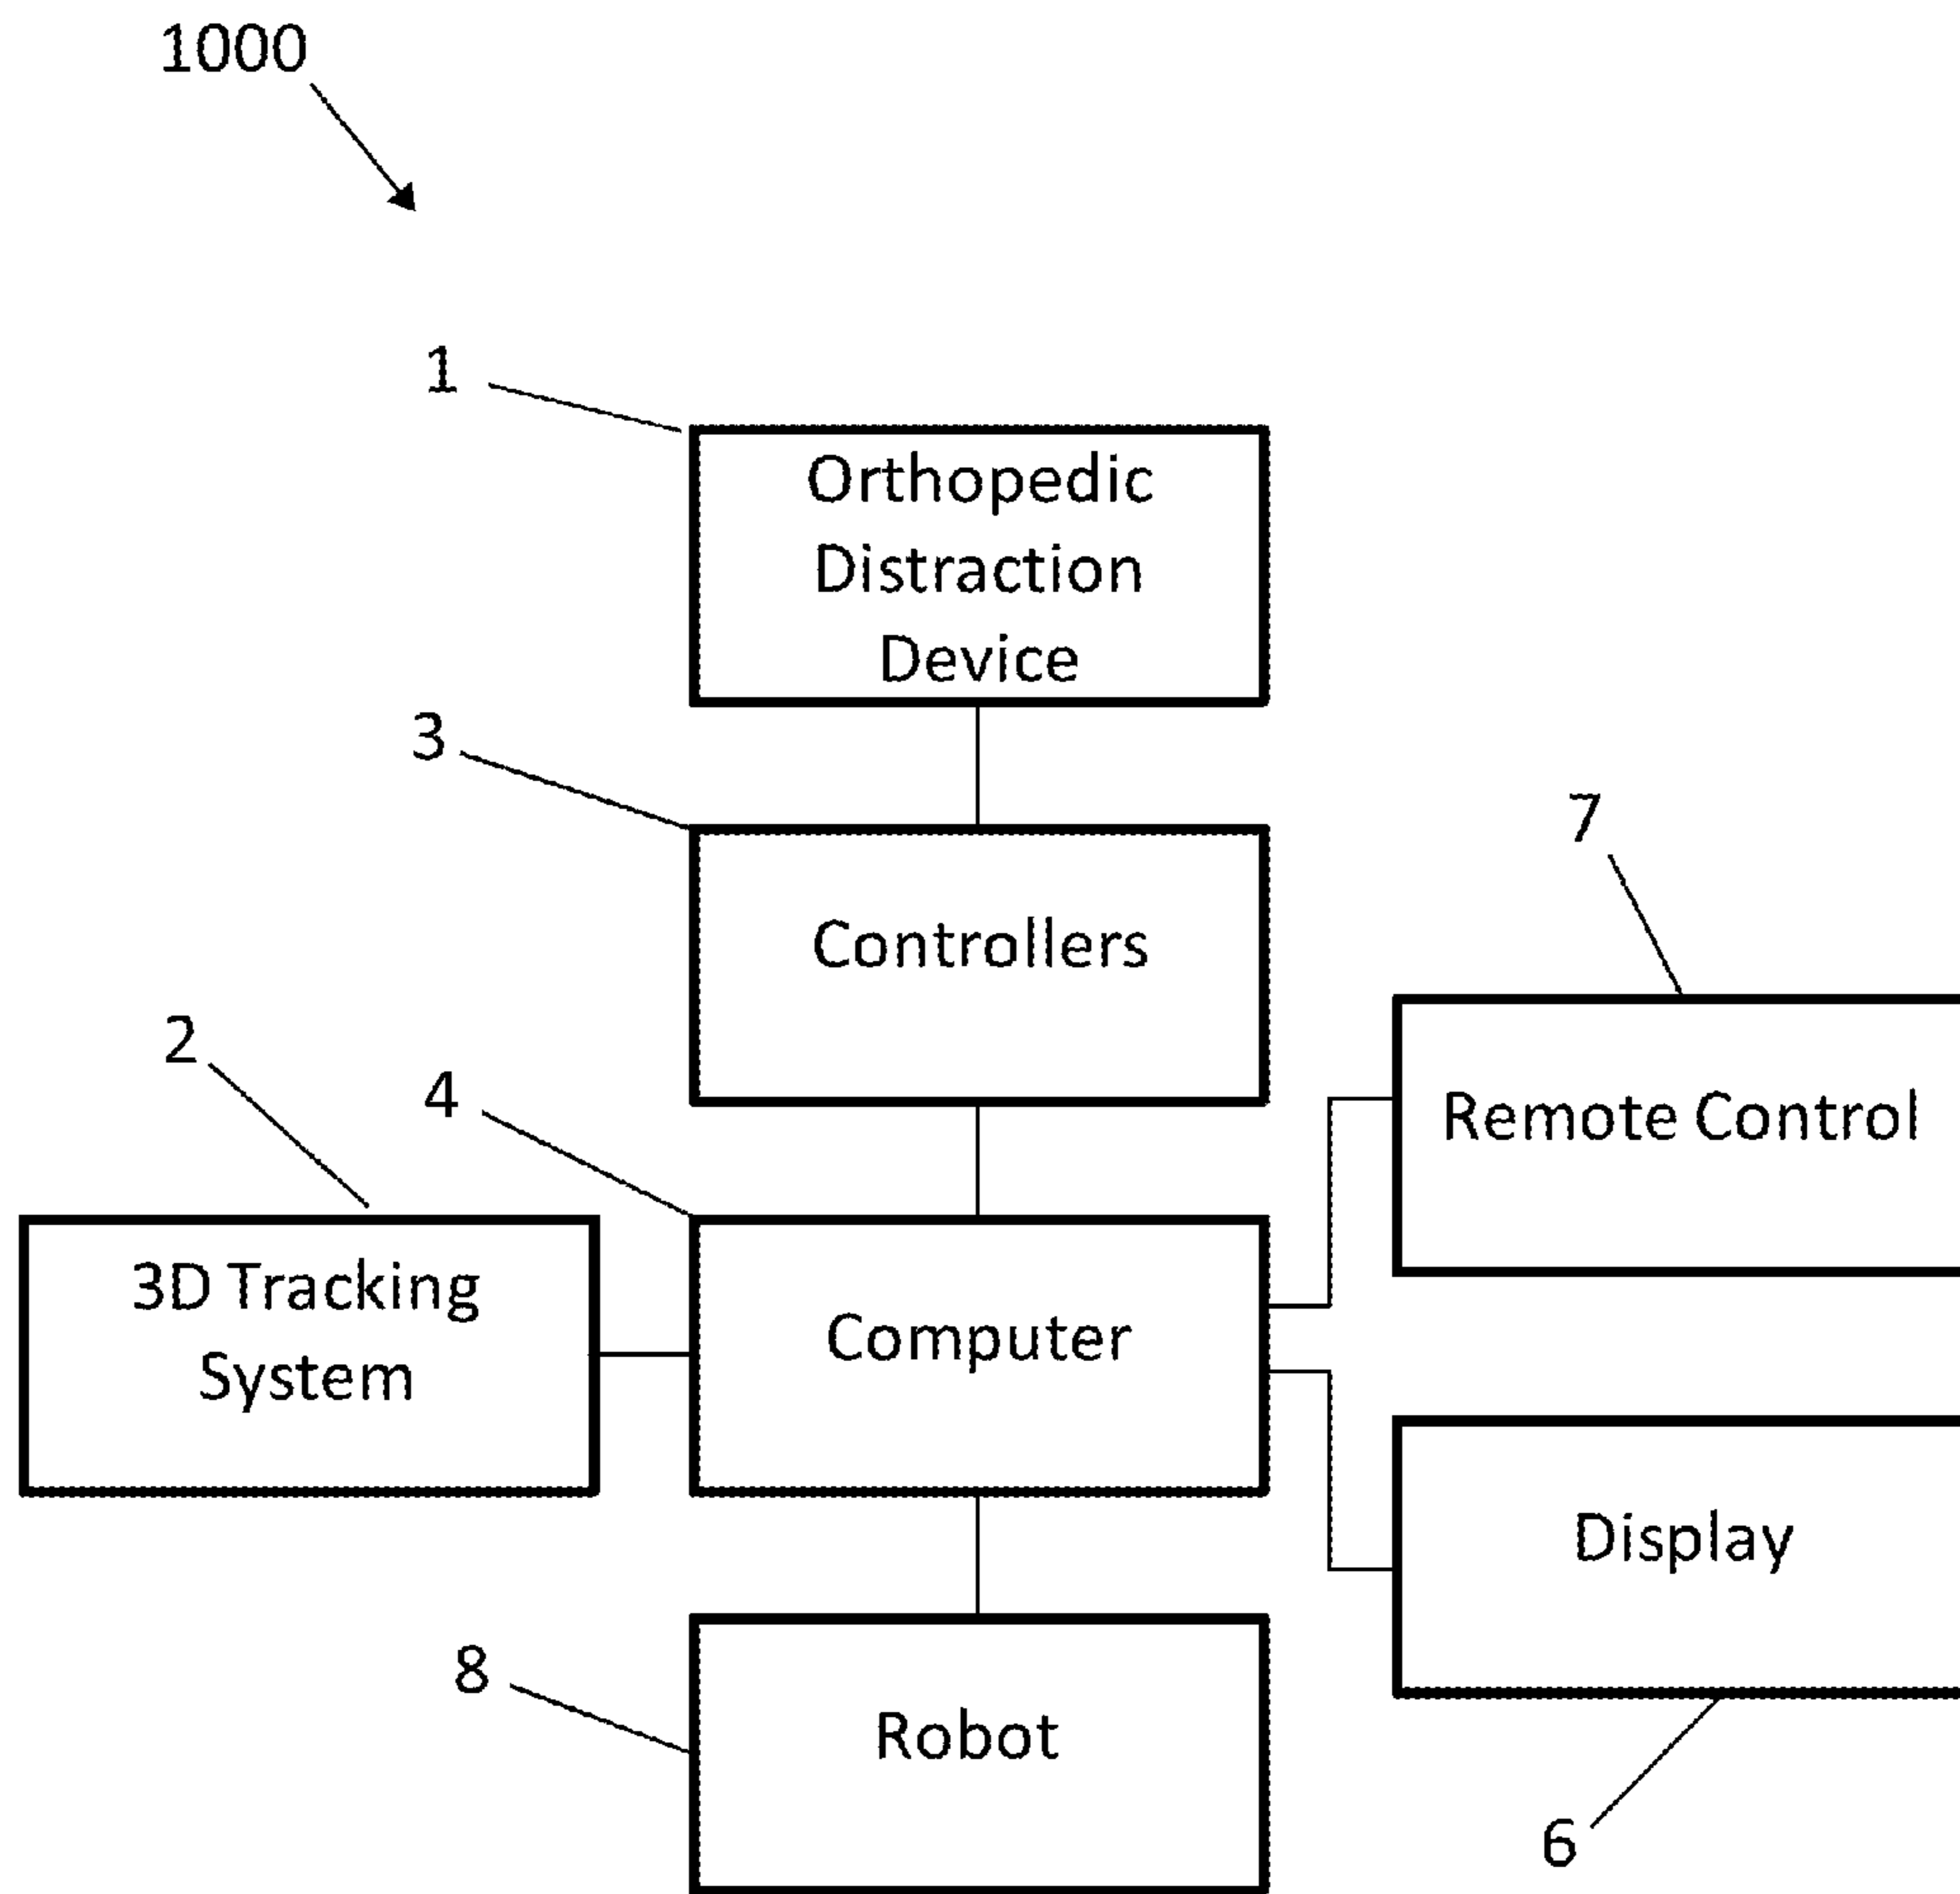 1000
1
Orthopedic
Distraction
Device
3
Controllers
7
Remote Control
2
4
3D Tracking
System
Computer
Display
8
Robot
6